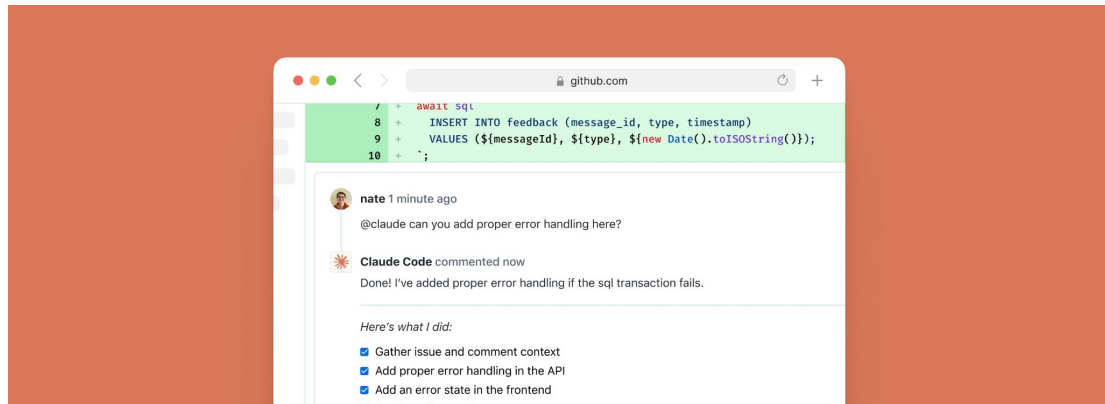 github.com
7 + await sql
8 + INSERT INTO feedback (message_id, type, timestamp)
9 + VALUES (${messageId}, ${type}, ${new Date().toISOString()});
10 + `;
nate 1 minute ago
@claude can you add proper error handling here?
Claude Code commented now
Done! I've added proper error handling if the sql transaction fails.
Here's what I did:
Gather issue and comment context
Add proper error handling in the API
Add an error state in the frontend